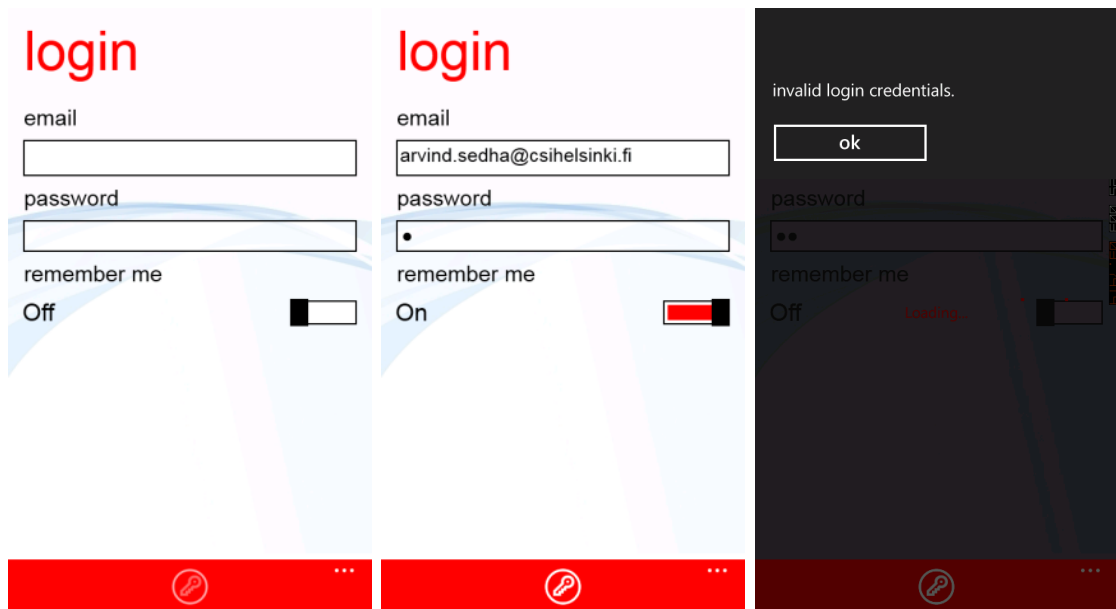 login
email
password
remember me
Off
login
email
arvind.sedha@csihelsinki.fi
password
remember me
On
invalid login credentials.
ok
password
remember me
Off
Loading...